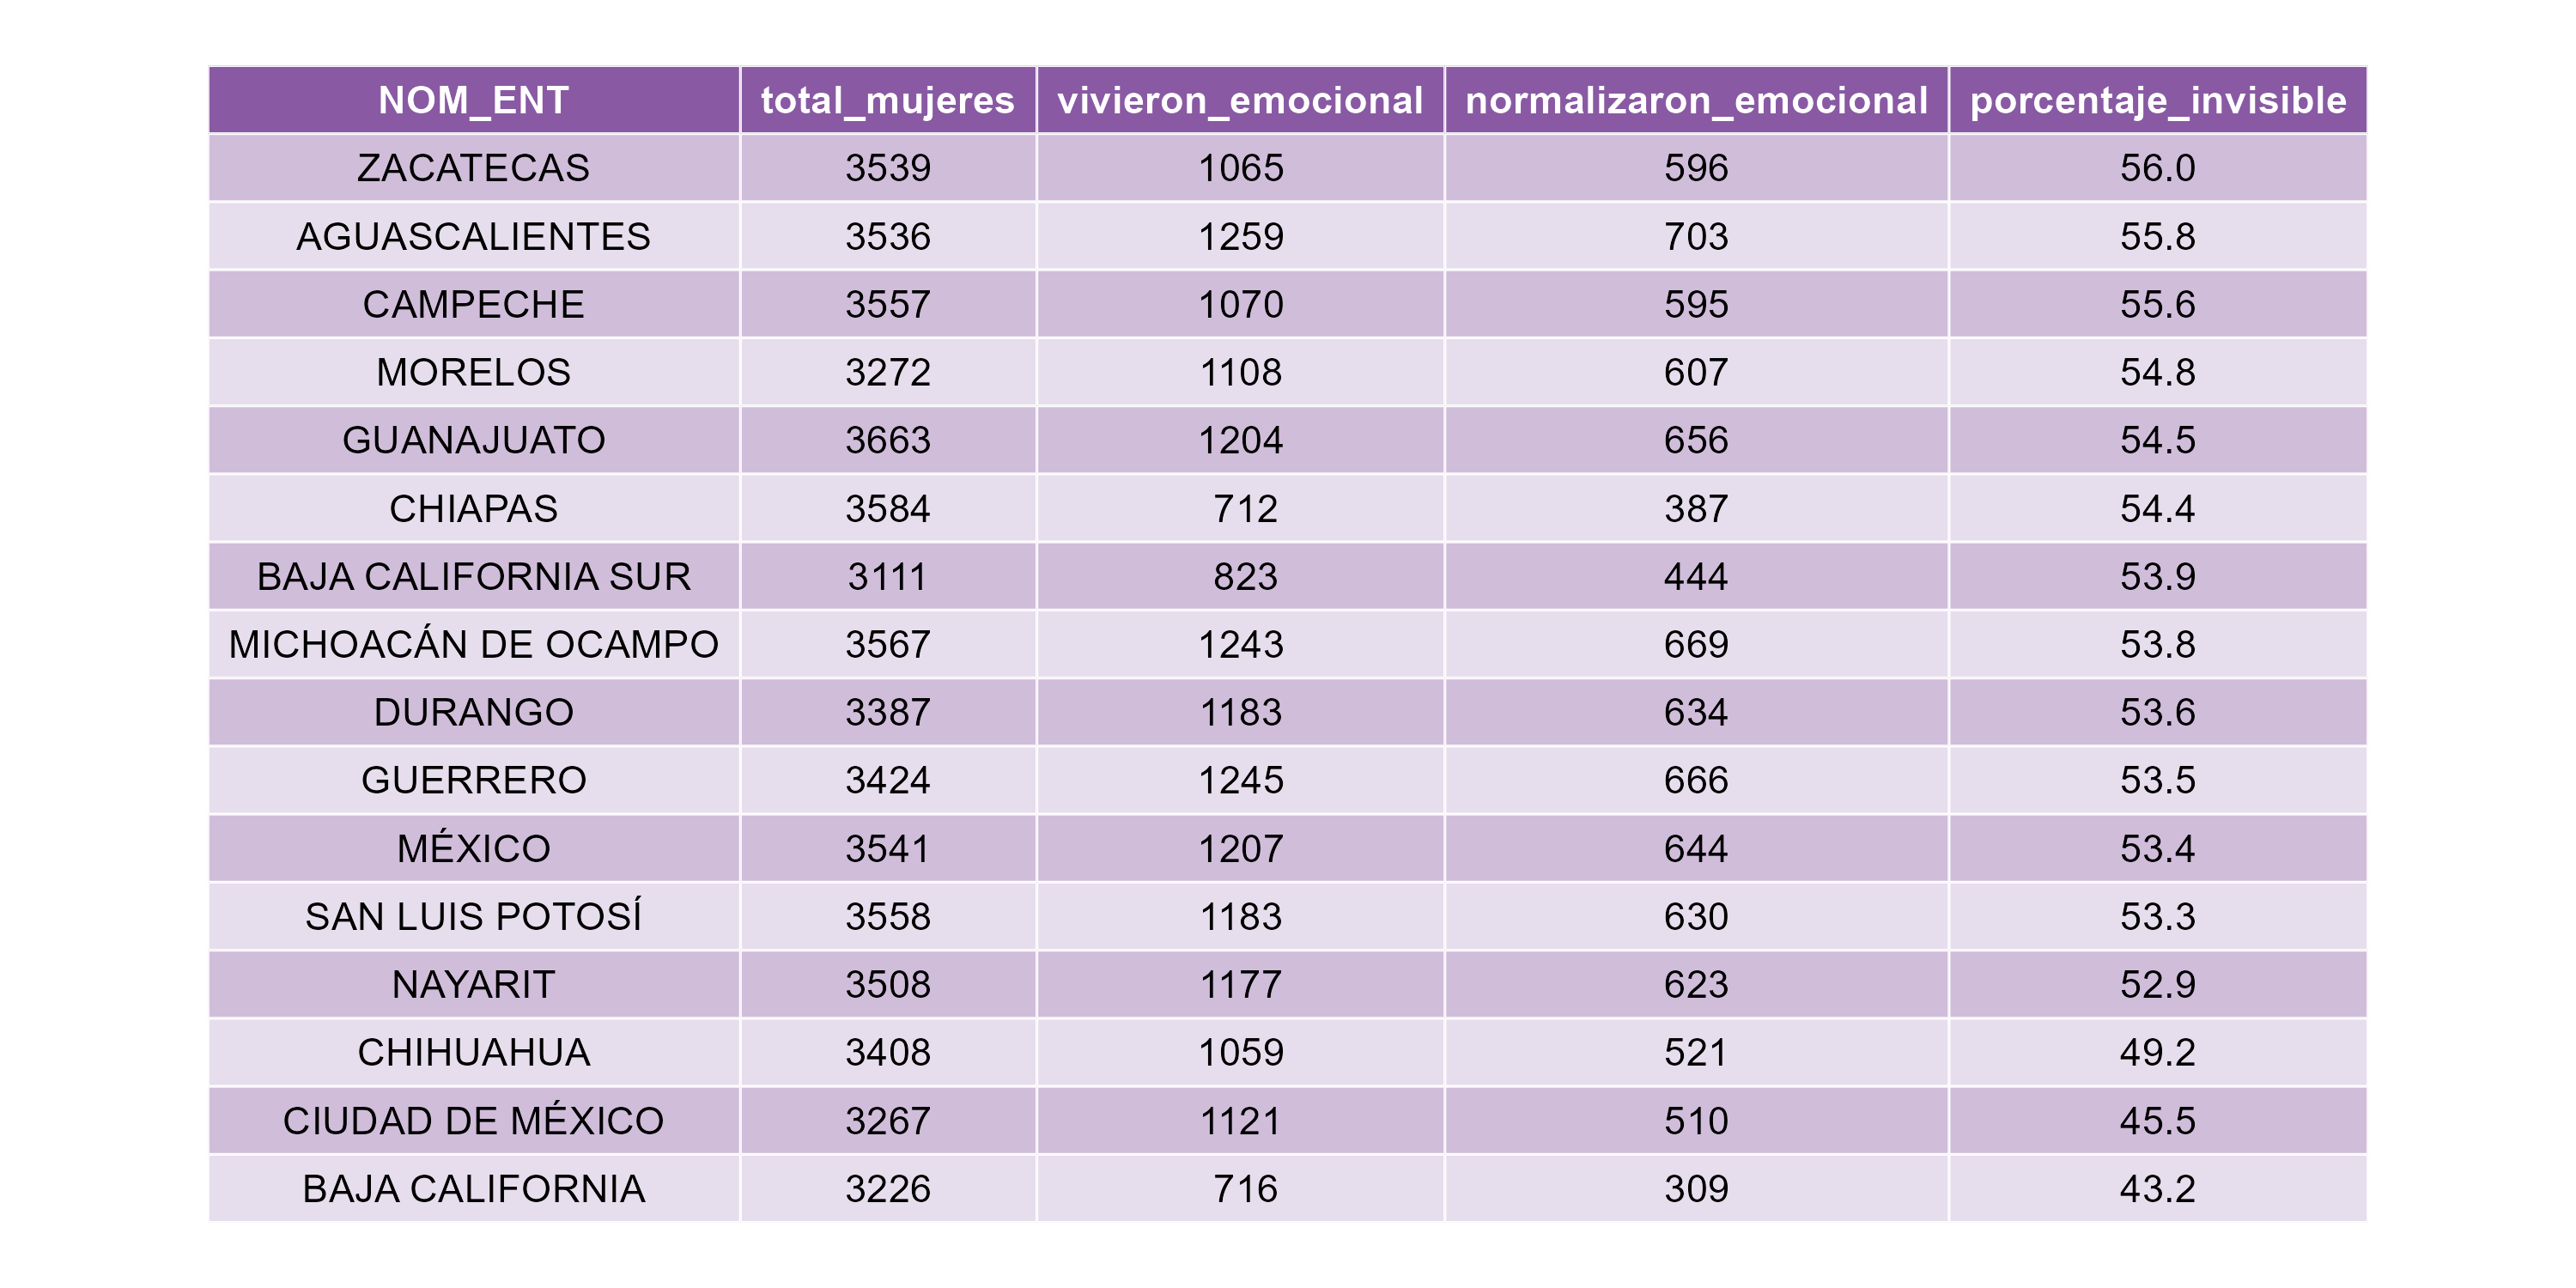 NOM_ENT total_mujeres vivieron_emocional normalizaron_emocional porcentaje_invisible
ZACATECAS 3539 1065 596 56.0
AGUASCALIENTES 3536 1259 703 55.8
CAMPECHE 3557 1070 595 55.6
MORELOS 3272 1108 607 54.8
GUANAJUATO 3663 1204 656 54.5
CHIAPAS 3584 712 387 54.4
BAJA CALIFORNIA SUR 3111 823 444 53.9
MICHOACÁN DE OCAMPO 3567 1243 669 53.8
DURANGO 3387 1183 634 53.6
GUERRERO 3424 1245 666 53.5
MÉXICO 3541 1207 644 53.4
SAN LUIS POTOSÍ 3558 1183 630 53.3
NAYARIT 3508 1177 623 52.9
CHIHUAHUA 3408 1059 521 49.2
CIUDAD DE MÉXICO 3267 1121 510 45.5
BAJA CALIFORNIA 3226 716 309 43.2